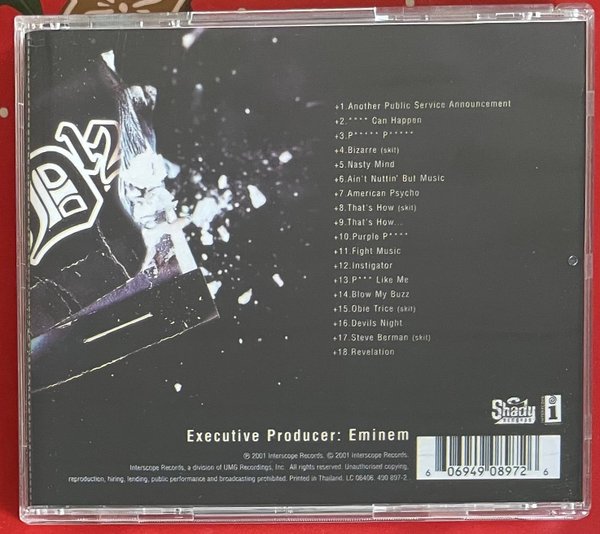 D12
+1.Another Public Service Announcement
+2.**** Can Happen
+3.P***** P*****
+4.Bizarre (skit)
+5.Nasty Mind
+6.Ain't Nuttin' But Music
+7.American Psycho
+8.That's How (skit)
+9.That's How...
+10.Purple P****
+11.Fight Music
+12.Instigator
+13.P*** Like Me
+14.Blow My Buzz
+15.Obie Trice (skit)
+16.Devils Night
+17.Steve Berman (skit)
+18 Revelation
Shady
RECORDS
INTERSCOPE
i
Executive Producer: Eminem
℗ 2001 Interscope Records. © 2001 Interscope Records.
Interscope Records, a division of UMG Recordings, Inc. All rights reserved. Unauthorised copying,
reproduction, hiring, lending, public performance and broadcasting prohibited. Printed in Thailand. LC 06406. 490 897-2
6 06949 08972 6